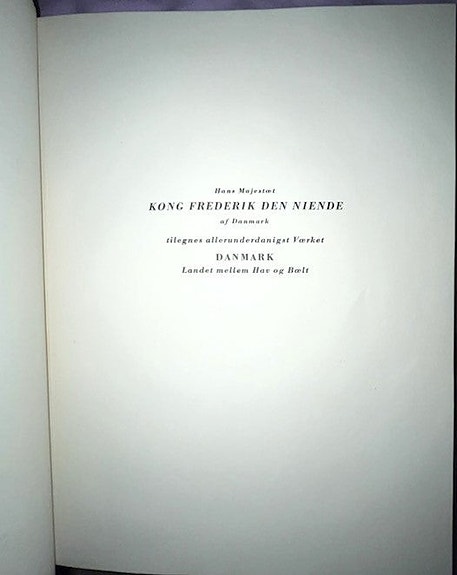 Hans Majestæt
KONG FREDERIK DEN NIENDE
af Danmark
tilegnes allerunderdanigst Værket
DANMARK
Landet mellem Hav og Bælt